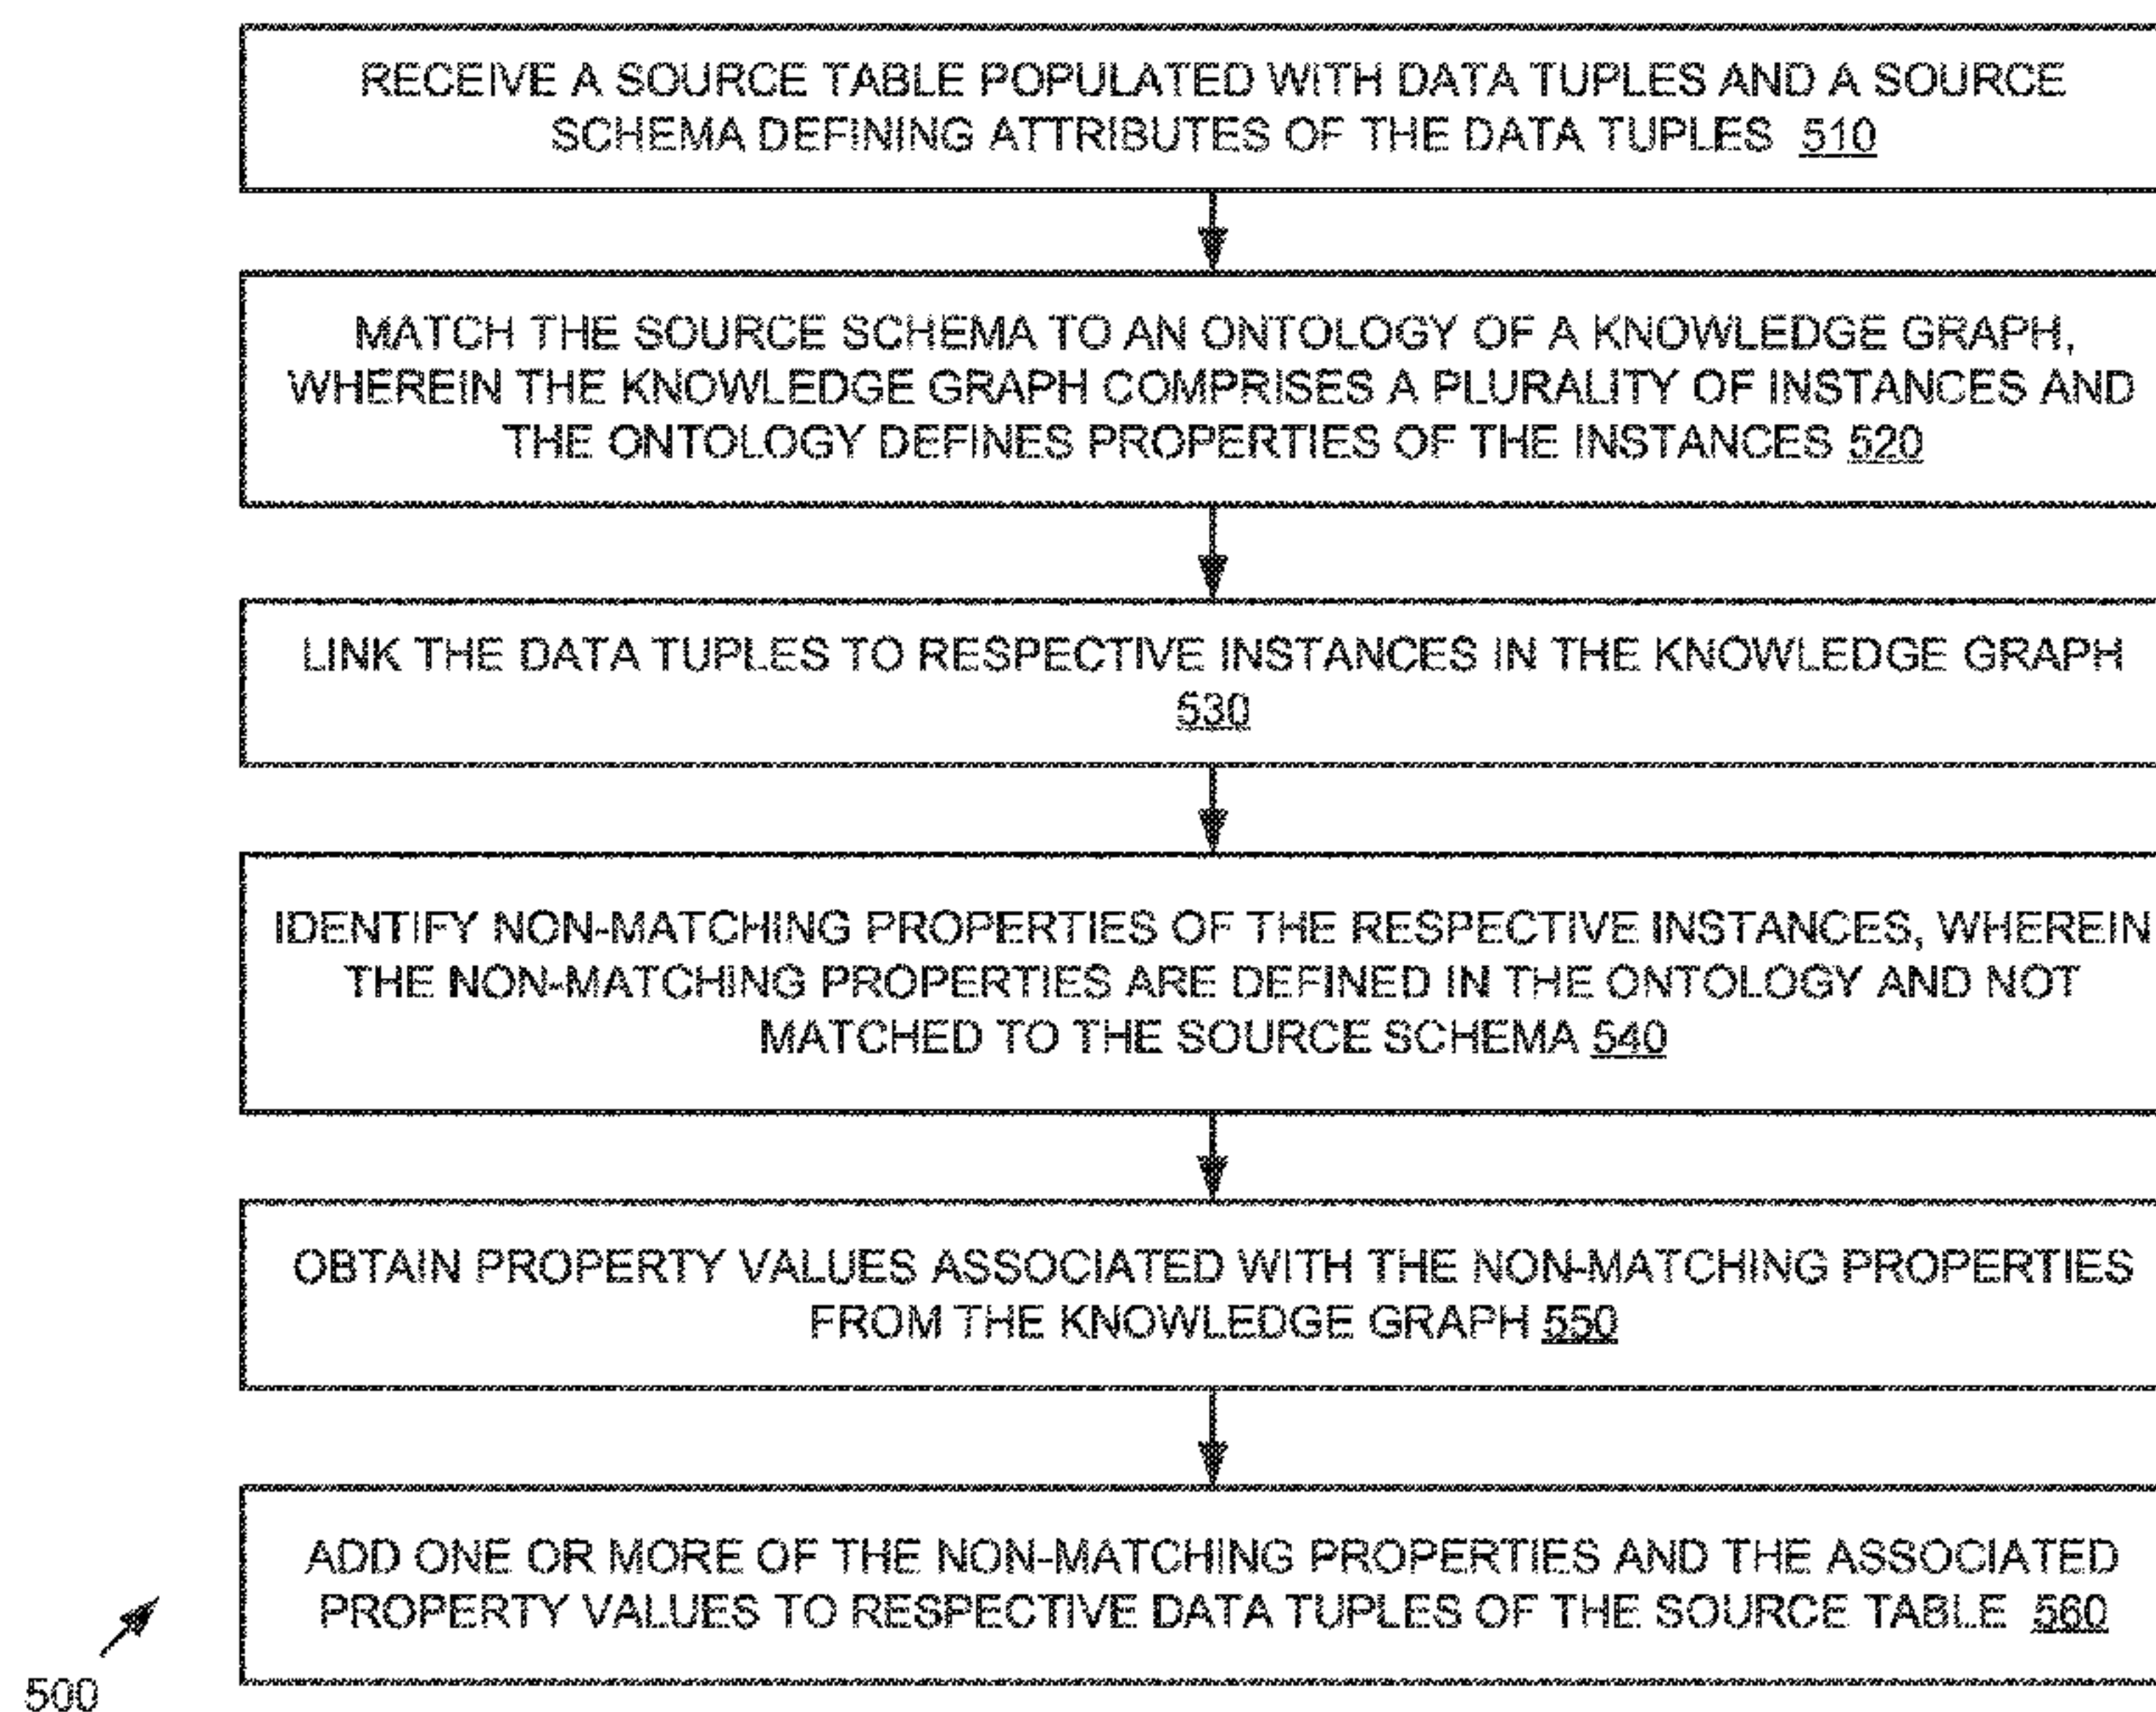 RECEIVE A SOURCE TABLE POPULATED WITH DATA TUPLES AND A SOURCE
SCHEMA DEFINING ATTRIBUTES OF THE DATA TUPLES 510
MATCH THE SOURCE SCHEMA TO AN ONTOLOGY OF A KNOWLEDGE GRAPH,
WHEREIN THE KNOWLEDGE GRAPH COMPRISES A PLURALITY OF INSTANCES AND
THE ONTOLOGY DEFINES PROPERTIES OF THE INSTANCES 520
LINK THE DATA TUPLES TO RESPECTIVE INSTANCES IN THE KNOWLEDGE GRAPH
530
IDENTIFY NON-MATCHING PROPERTIES OF THE RESPECTIVE INSTANCES, WHEREIN
THE NON-MATCHING PROPERTIES ARE DEFINED IN THE ONTOLOGY AND NOT
MATCHED TO THE SOURCE SCHEMA 540
OBTAIN PROPERTY VALUES ASSOCIATED WITH THE NON-MATCHING PROPERTIES
FROM THE KNOWLEDGE GRAPH 550
ADD ONE OR MORE OF THE NON-MATCHING PROPERTIES AND THE ASSOCIATED
PROPERTY VALUES TO RESPECTIVE DATA TUPLES OF THE SOURCE TABLE 560
500